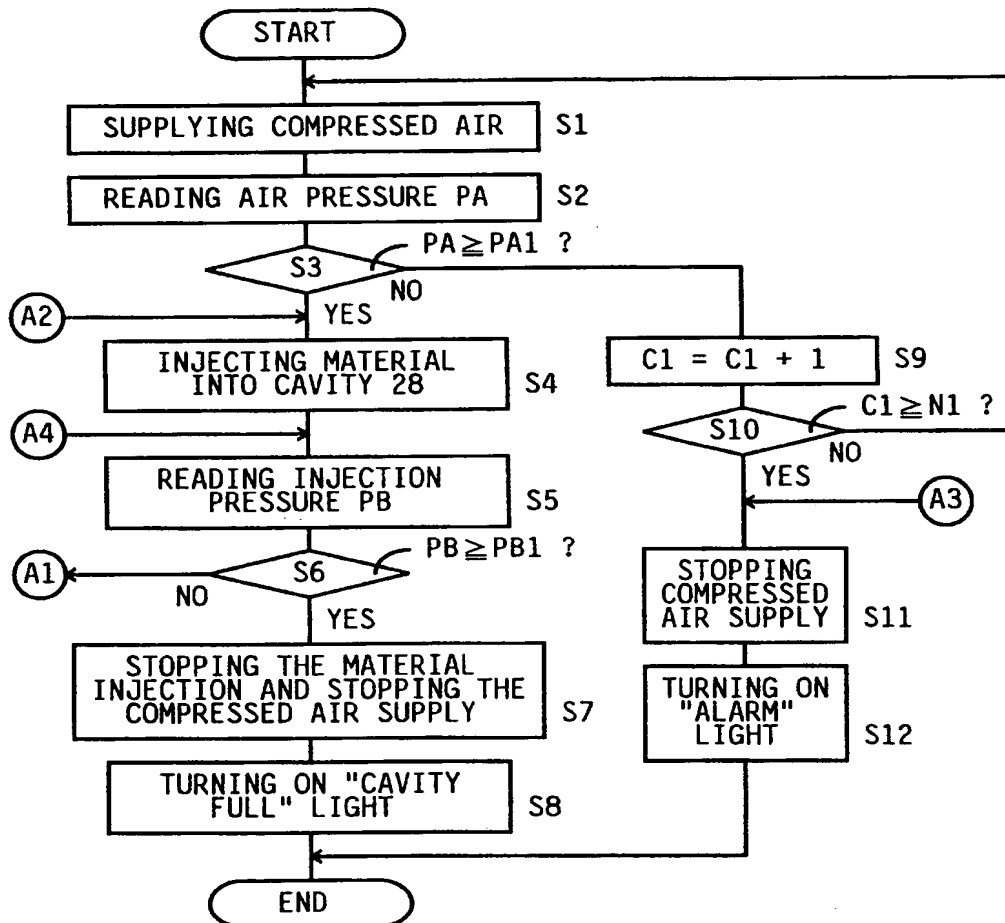 START
SUPPLYING COMPRESSED AIR
S1
READING AIR PRESSURE PA
S2
PA≧PA1 ?
S3
NO
YES
A2
INJECTING MATERIAL
INTO CAVITY 28
S4
A4
READING INJECTION
PRESSURE PB
S5
PB≧PB1 ?
S6
A1
NO
YES
STOPPING THE MATERIAL
INJECTION AND STOPPING THE
COMPRESSED AIR SUPPLY
S7
TURNING ON "CAVITY
FULL" LIGHT
S8
C1 = C1 + 1
S9
C1≧N1 ?
S10
NO
YES
A3
STOPPING
COMPRESSED
AIR SUPPLY
S11
TURNING ON
"ALARM"
LIGHT
S12
END